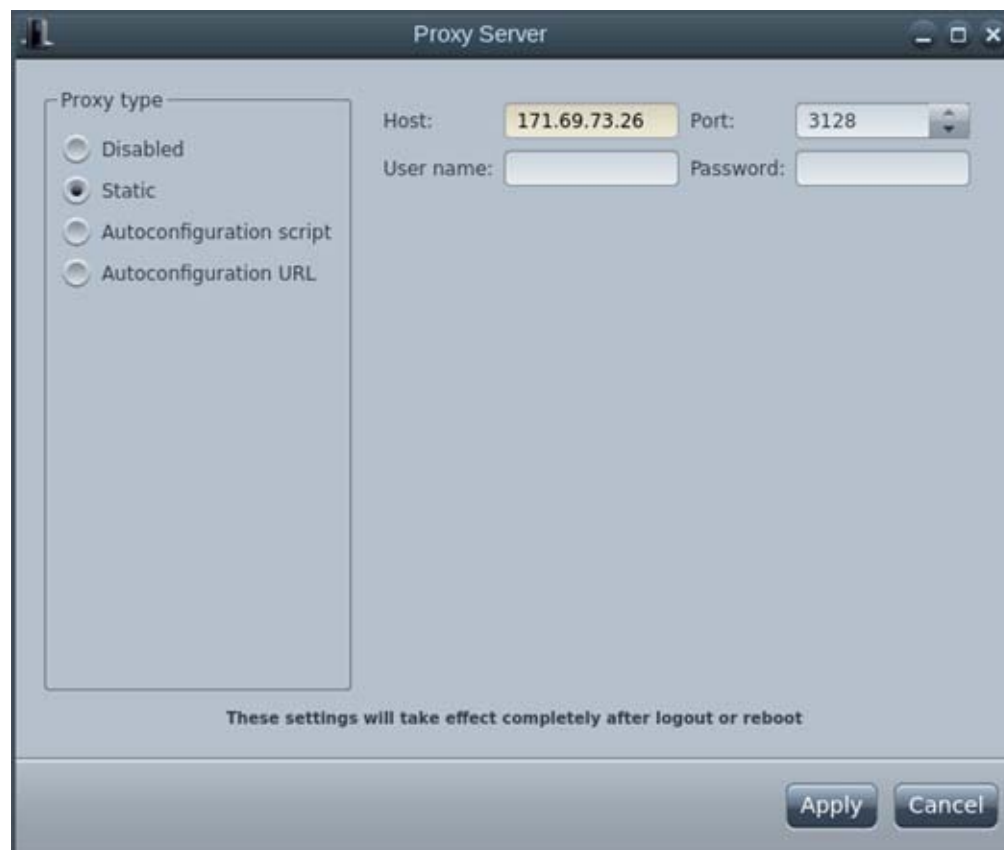 Proxy Server
Proxy type
Disabled
Static
Autoconfiguration script
Autoconfiguration URL
Host: 171.69.73.26 Port: 3128
User name: Password:
These settings will take effect completely after logout or reboot
Apply Cancel